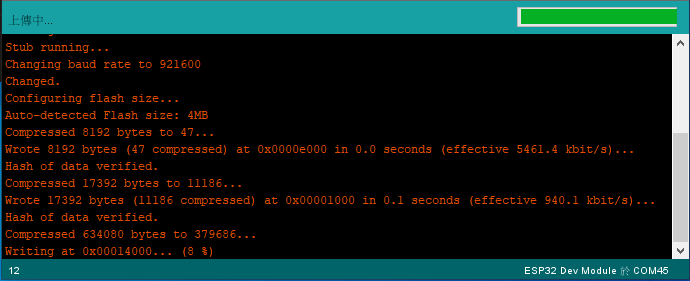 上傳中...
Stub running...
Changing baud rate to 921600
Changed.
Configuring flash size...
Auto-detected Flash size: 4MB
Compressed 8192 bytes to 47...
Wrote 8192 bytes (47 compressed) at 0x0000e000 in 0.0 seconds (effective 5461.4 kbit/s)...
Hash of data verified.
Compressed 17392 bytes to 11186...
Wrote 17392 bytes (11186 compressed) at 0x00001000 in 0.1 seconds (effective 940.1 kbit/s)...
Hash of data verified.
Compressed 634080 bytes to 379686...
Writing at 0x00014000... (8 %)
12
ESP32 Dev Module 於 COM45